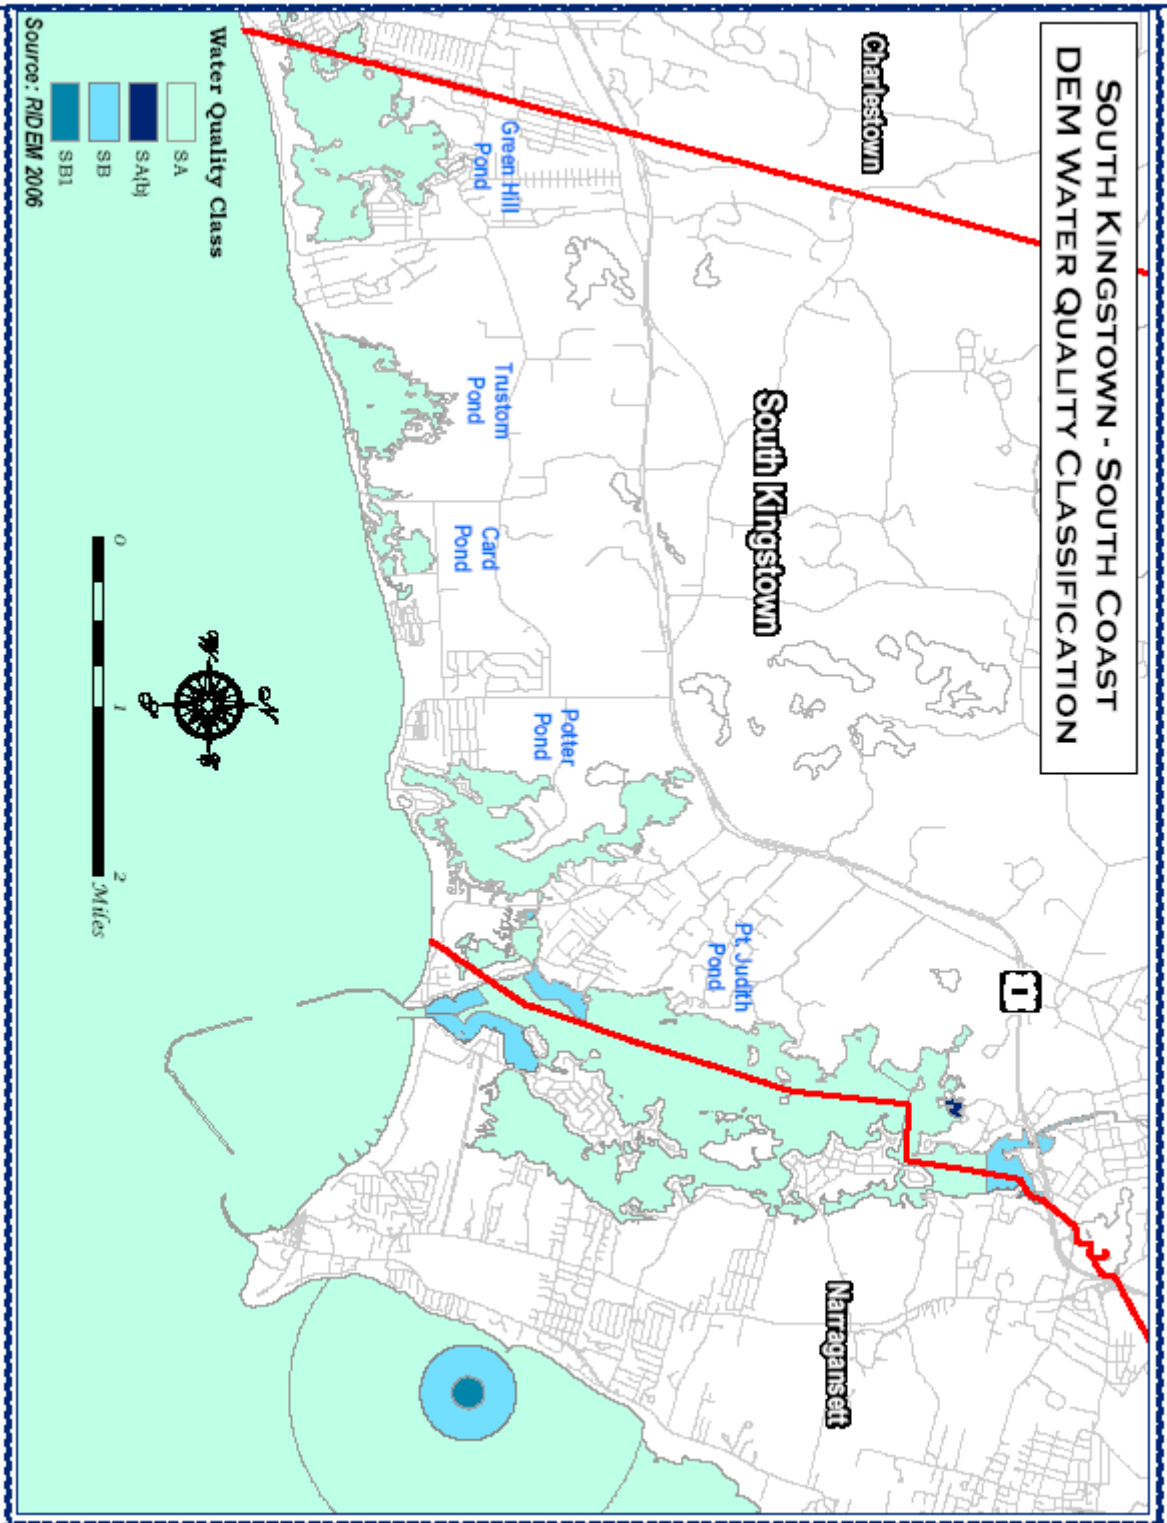 SOUTH KINGSTOWN - SOUTH COAST
DEM WATER QUALITY CLASSIFICATION
Charlestown
South Kingstown
1
Narragansett
Green Hill
Pond
Trustom
Pond
Card
Pond
Potter
Pond
Pt. Judith
Pond
Water Quality Class
SA
SA{b}
SB
SB1
Source: RIDEM 2006
N
W
E
S
0
1
2
Miles